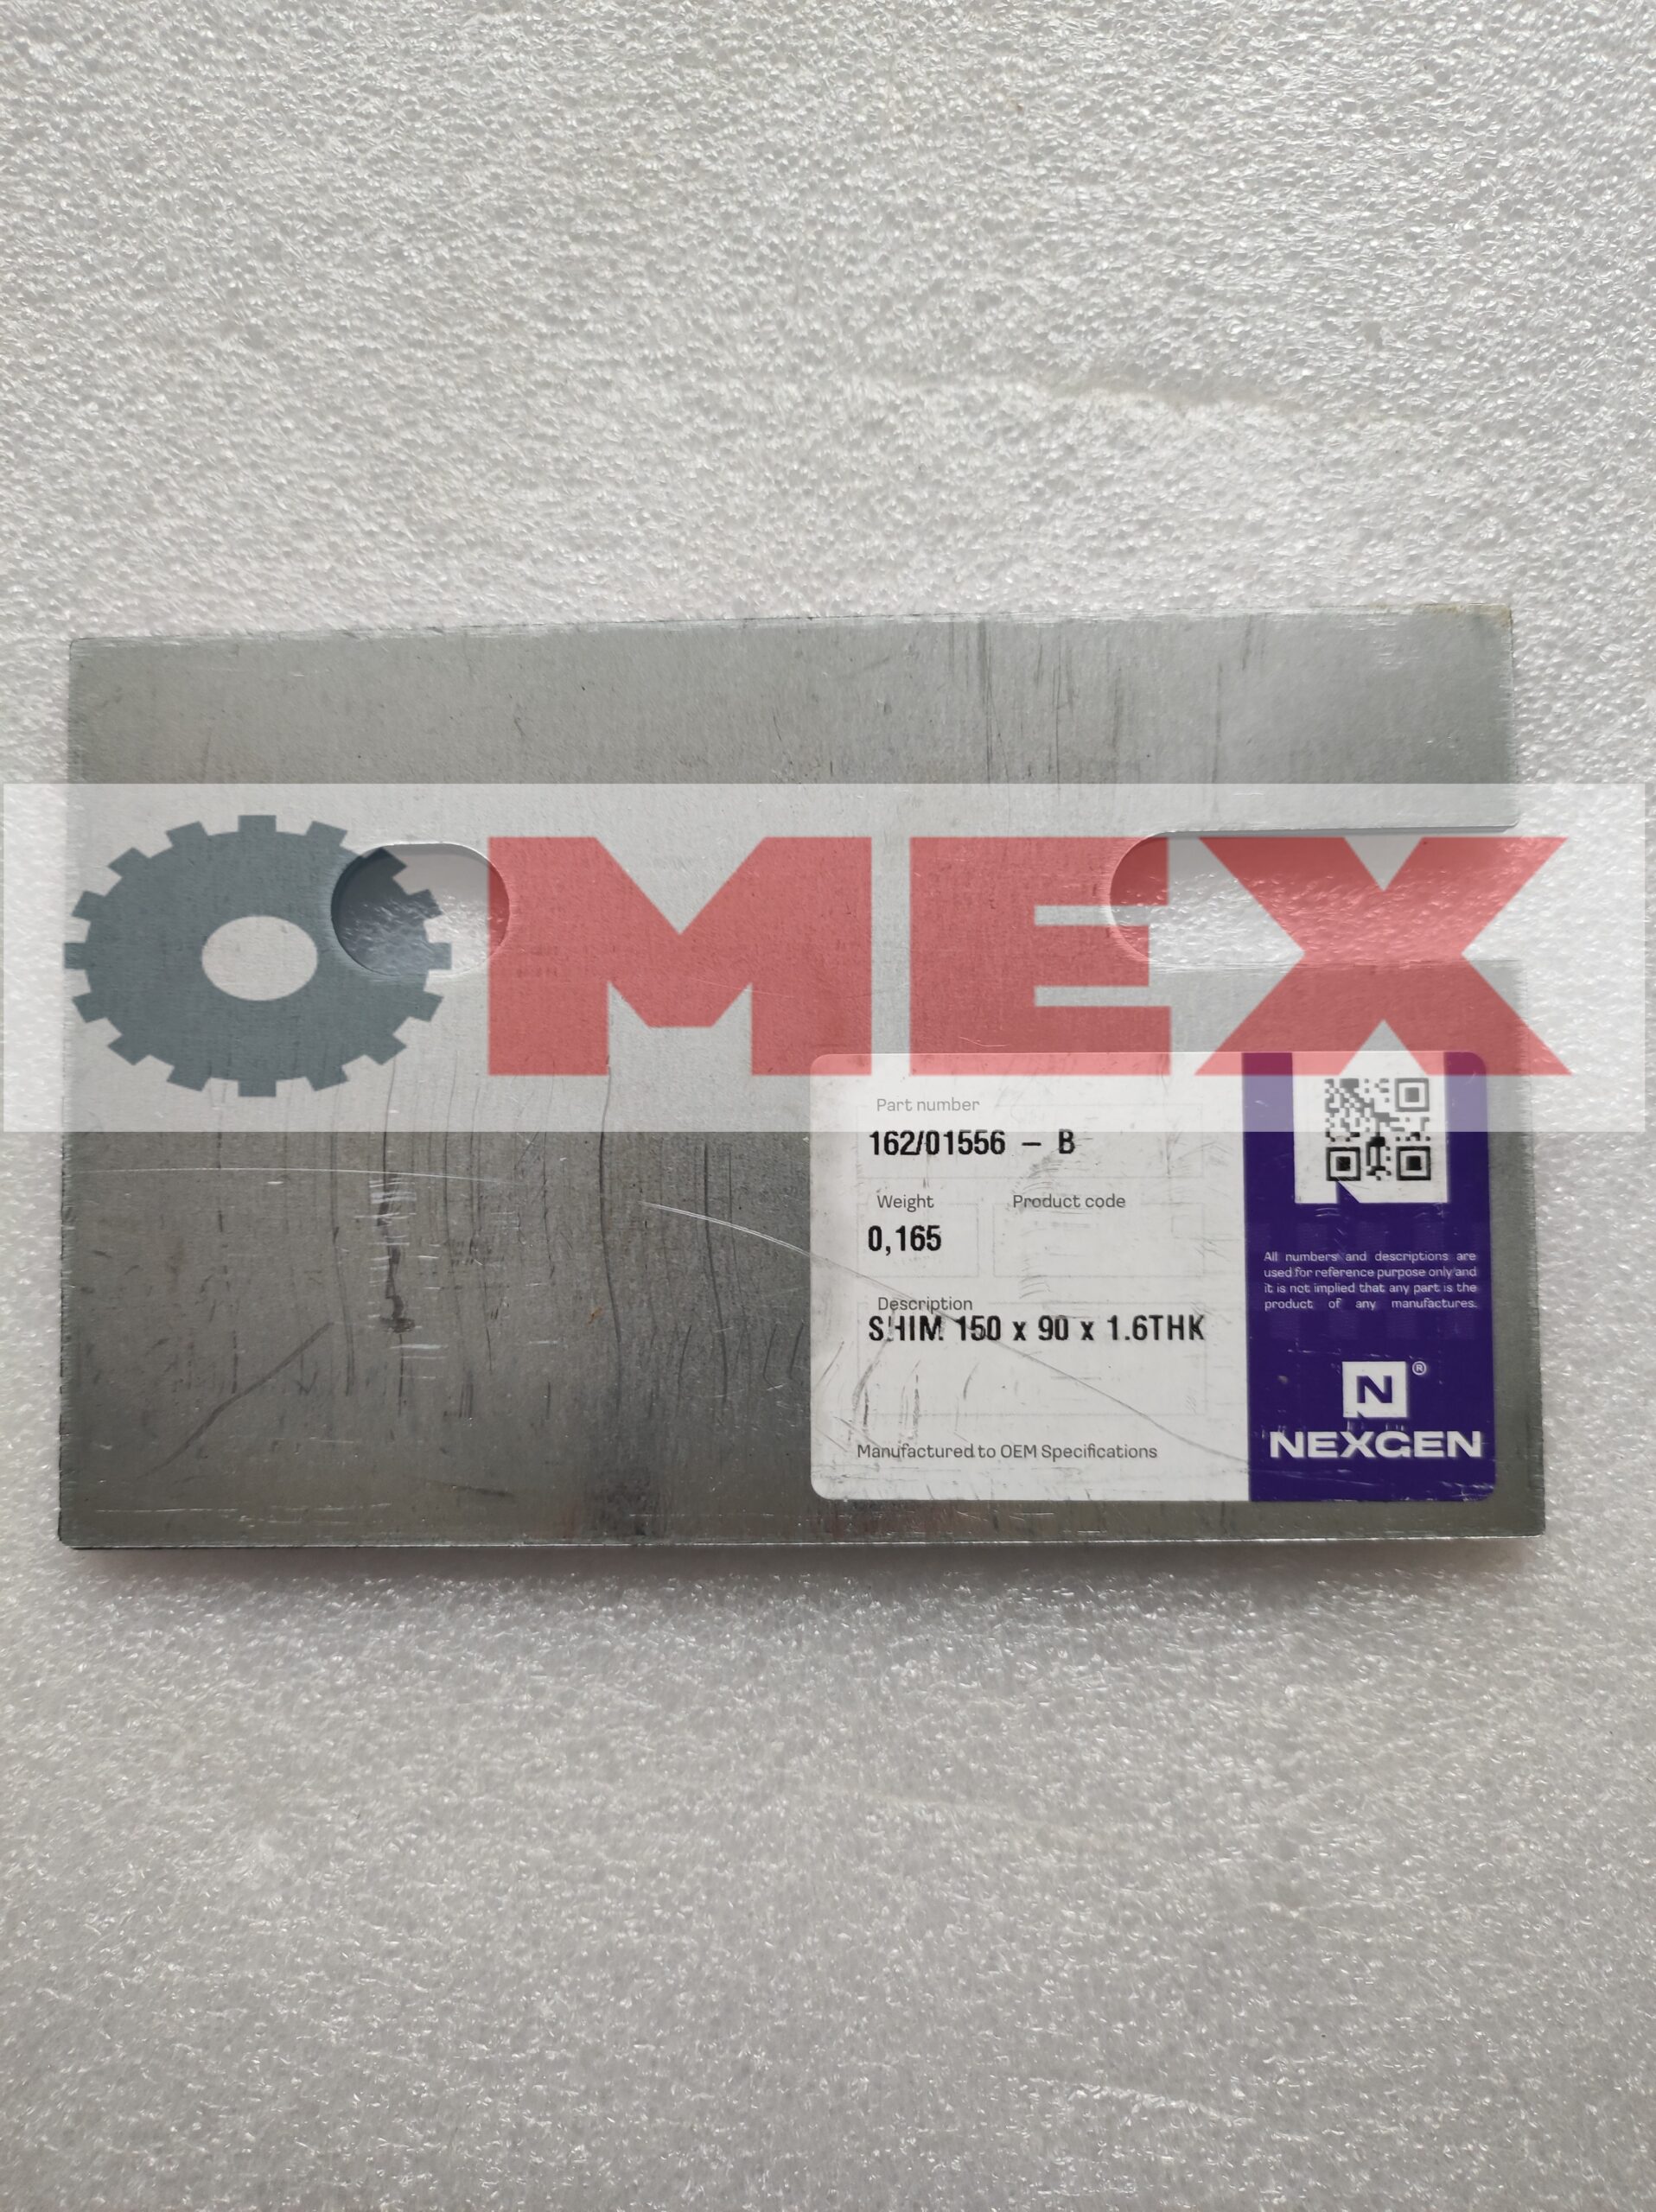 OMEX
Part number
162/01556 – B
Weight Product code
0,165
Description
SHIM 150 x 90 x 1.6THK
Manufactured to OEM Specifications
All numbers and descriptions are
used for reference purpose only and
it is not implied that any part is the
product of any manufactures.
N®
NEXGEN